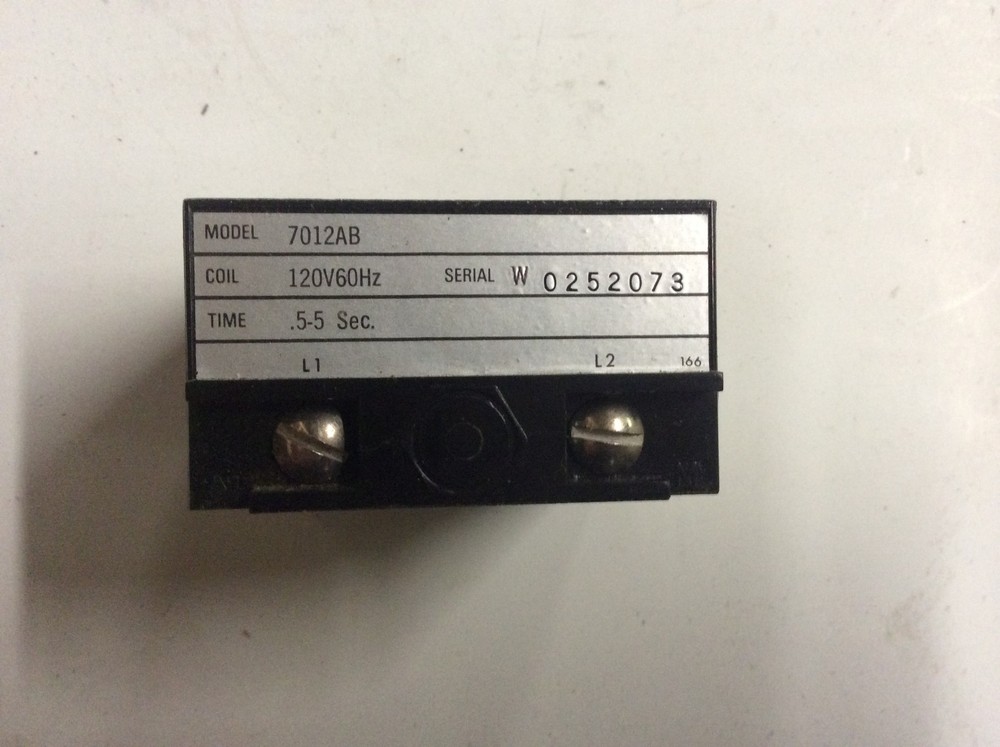 MODEL 7012AB
COIL 120V60Hz SERIAL W 0252073
TIME .5-5 Sec.
L1 L2 166